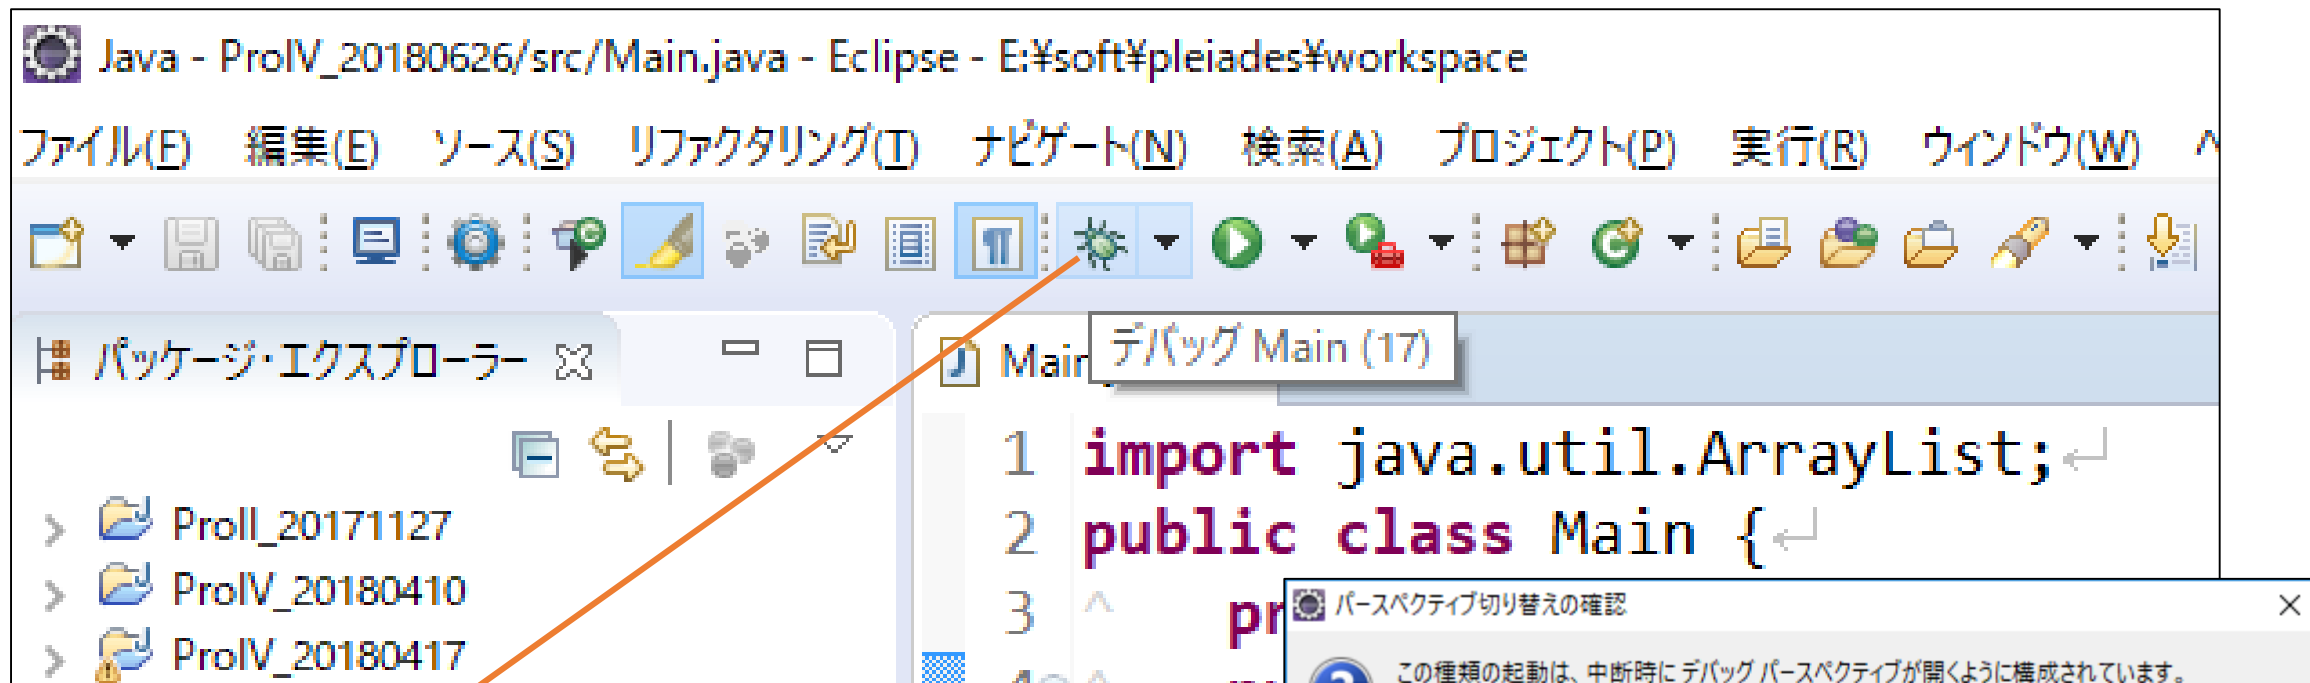 Java - ProIV_20180626/src/Main.java - Eclipse - E:¥soft¥pleiades¥workspace
ファイル(F) 編集(E) ソース(S) リファクタリング(T) ナビゲート(N) 検索(A) プロジェクト(P) 実行(R) ウィンドウ(W) ヘ
パッケージ・エクスプローラー
Main
デバッグ Main (17)
ProII_20171127
ProIV_20180410
ProIV_20180417
1 import java.util.ArrayList;
2 public class Main {
3 pr
パースペクティブ切り替えの確認
この種類の起動は、中断時に デバッグ パースペクティブが開くように構成されています。